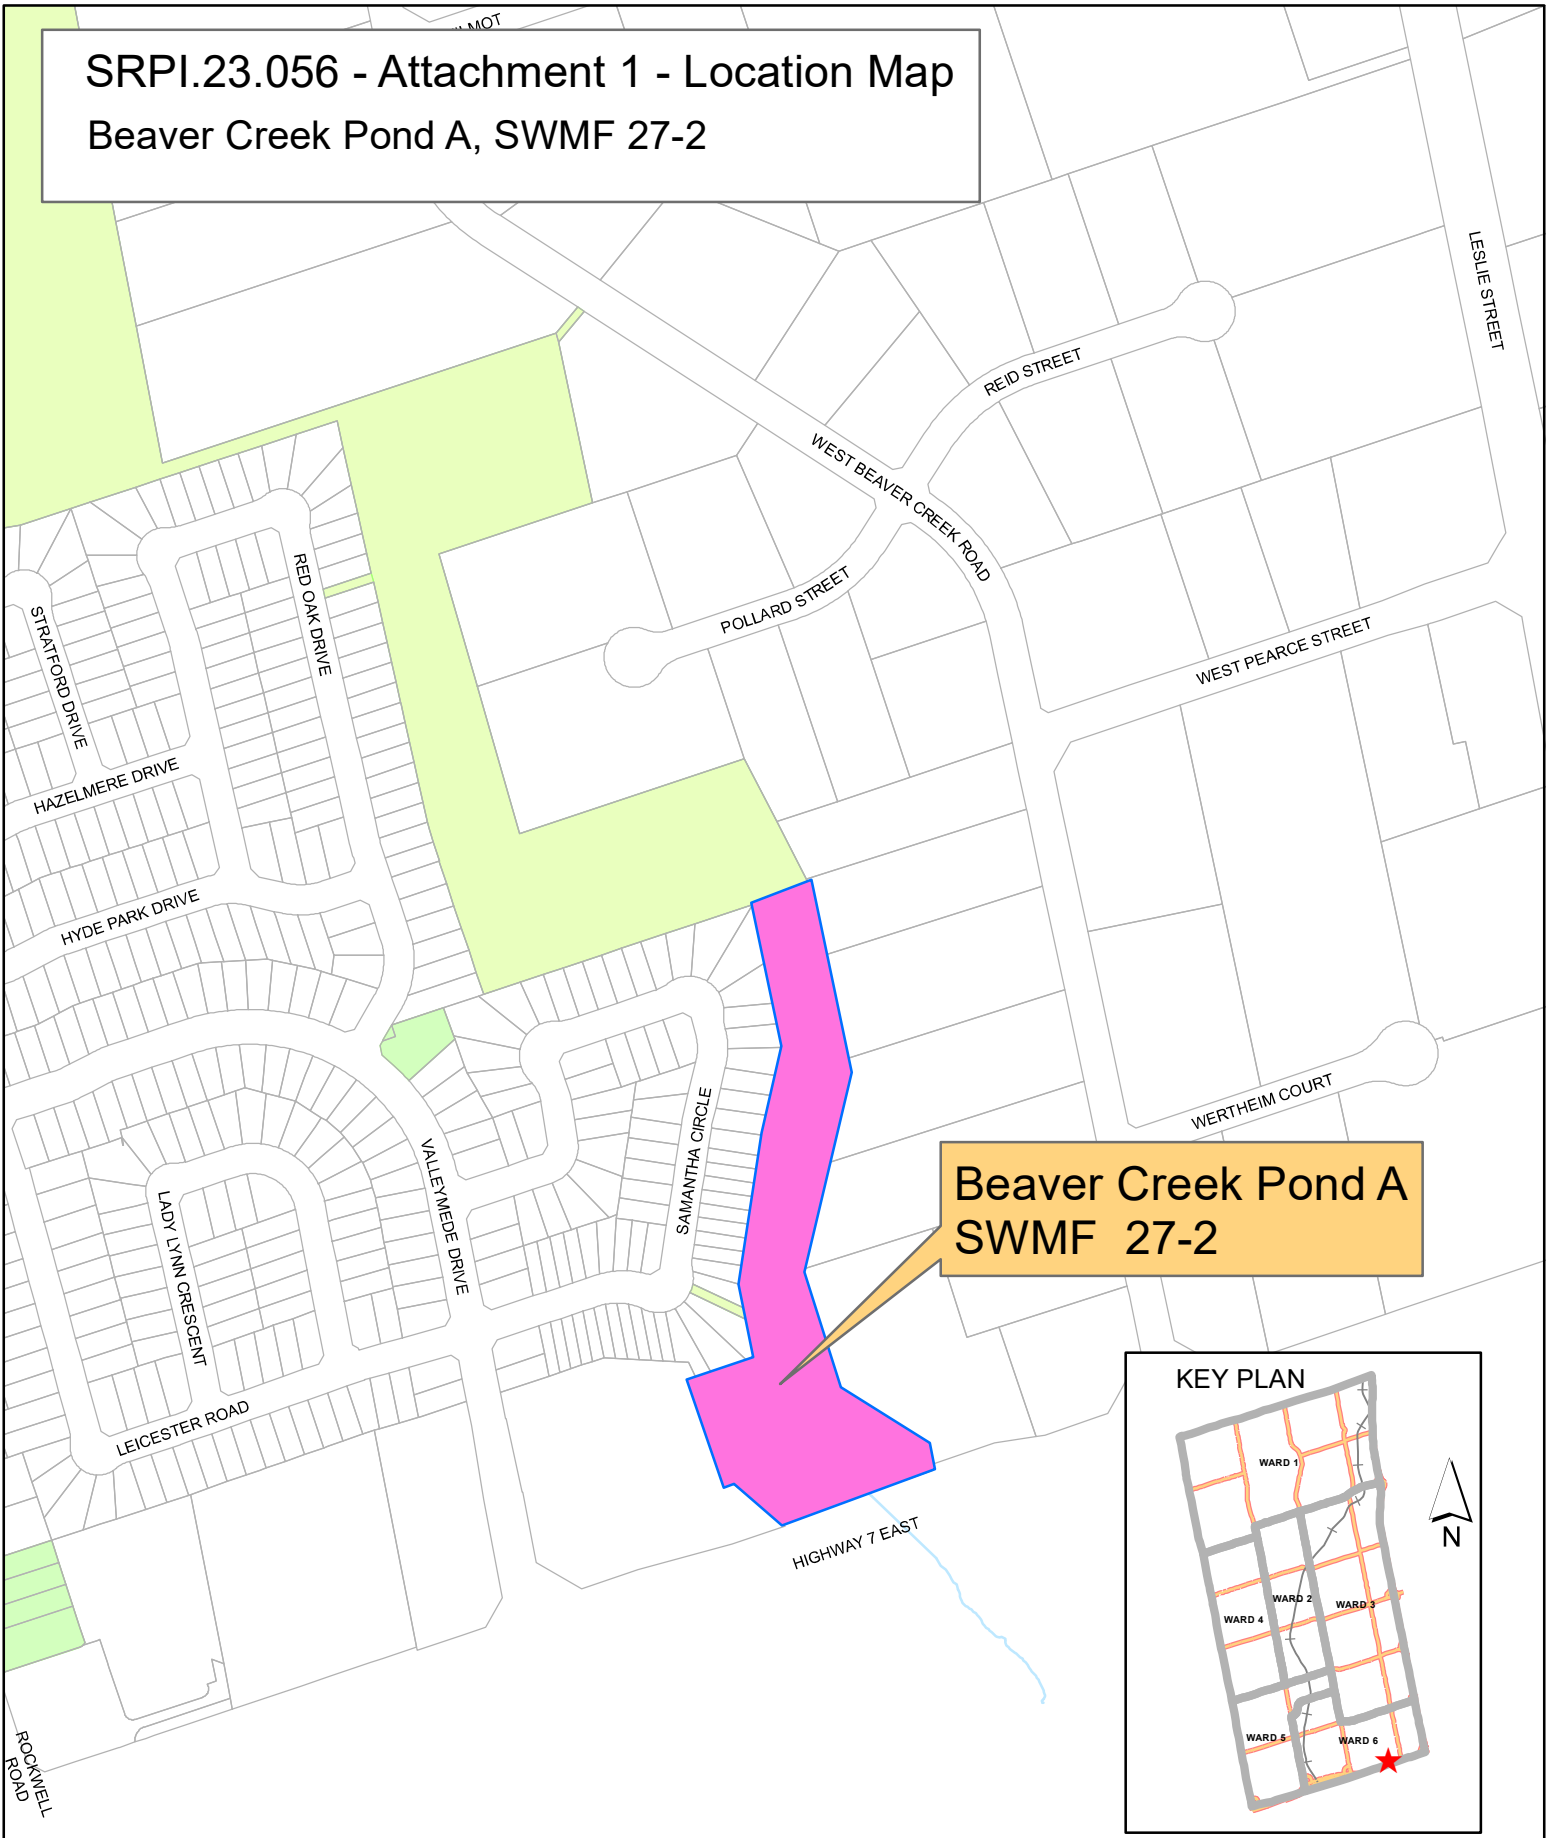 SRPI.23.056 - Attachment 1 - Location Map
Beaver Creek Pond A, SWMF 27-2
LESLIE STREET
REID STREET
WEST BEAVER CREEK ROAD
POLLARD STREET
WEST PEARCE STREET
RED OAK DRIVE
STRATFORD DRIVE
HAZELMERE DRIVE
HYDE PARK DRIVE
WERTHEIM COURT
SAMANTHA CIRCLE
VALLEYMEDE DRIVE
LADY LYNN CRESCENT
LEICESTER ROAD
Beaver Creek Pond A
SWMF 27-2
HIGHWAY 7 EAST
ROCKWELL
ROAD
KEY PLAN
WARD 1
N
WARD 2
WARD 3
WARD 4
WARD 5
WARD 6